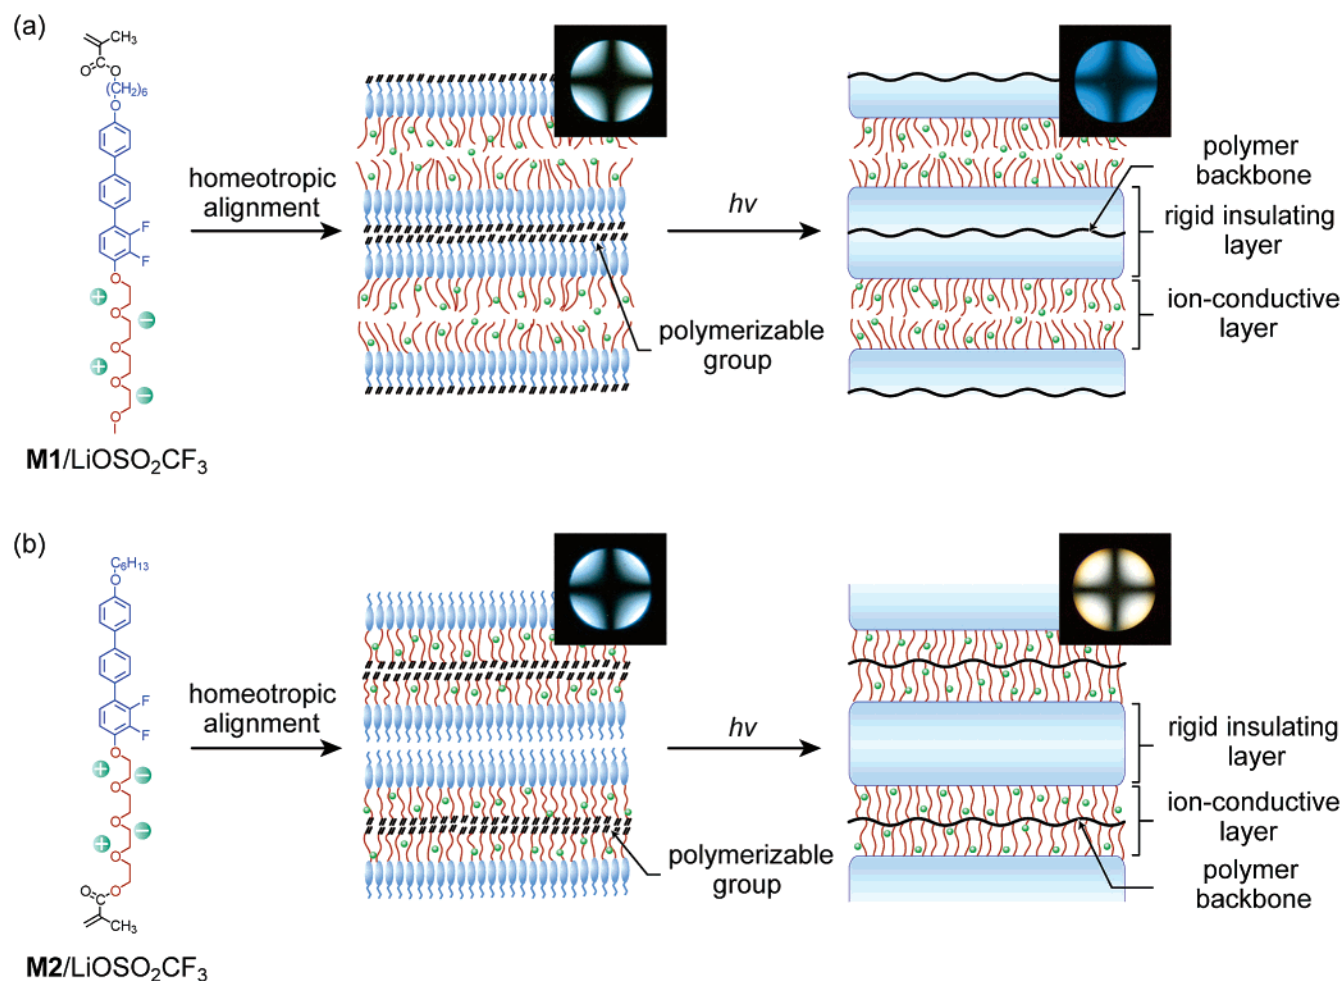 (a)
CH₃
O
O
(CH₂)₆
O
homeotropic
alignment
hν
polymer
backbone
rigid insulating
layer
F
F
O
+
O
−
ion-conductive
layer
polymerizable
group
O
+
−
O
O
M1/LiOSO₂CF₃
(b)
C₆H₁₃
O
homeotropic
alignment
hν
rigid insulating
layer
F
F
O
+
−
O
ion-conductive
layer
O
+
−
O
polymerizable
group
polymer
backbone
O
O
CH₃
M2/LiOSO₂CF₃